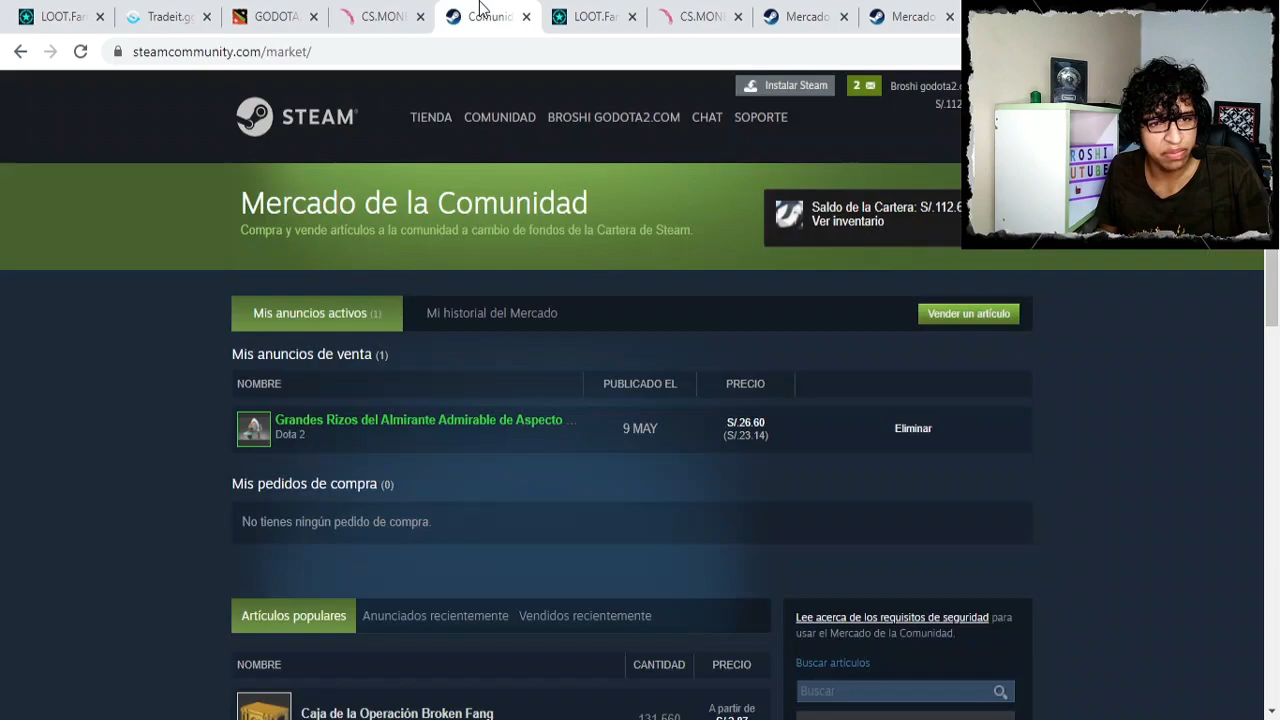 LOOT.Far
Tradeit.g
GODOTA
CS.MON
Comunid
LOOT.Far
CS.MON
Mercado
Mercado
steamcommunity.com/market/
Instalar Steam
2
Broshi godota2.c
S/.112
STEAM
TIENDA COMUNIDAD BROSHI GODOTA2.COM CHAT SOPORTE
ROSHI
UTUBE
Mercado de la Comunidad
Compra y vende artículos a la comunidad a cambio de fondos de la Cartera de Steam.
Saldo de la Cartera: S/.112.6
Ver inventario
Mis anuncios activos (1)
Mi historial del Mercado
Vender un artículo
Mis anuncios de venta (1)
NOMBRE PUBLICADO EL PRECIO
Grandes Rizos del Almirante Admirable de Aspecto ...
Dota 2
9 MAY
S/.26.60
(S/.23.14)
Eliminar
Mis pedidos de compra (0)
No tienes ningún pedido de compra.
Artículos populares
Anunciados recientemente
Vendidos recientemente
NOMBRE CANTIDAD PRECIO
Caja de la Operación Broken Fang
131,660
A partir de
S/.2.87
Lee acerca de los requisitos de seguridad para
usar el Mercado de la Comunidad.
Buscar artículos
Buscar